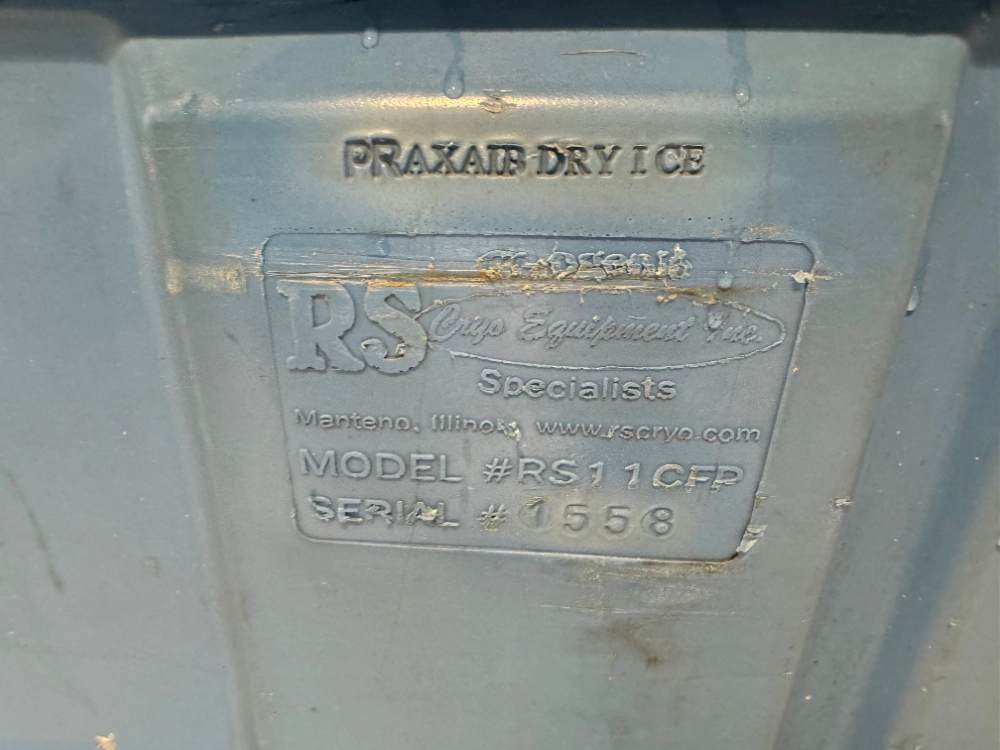 PRAXAIR DRY ICE
RS Cryo Equipment Inc.
Specialists
Manteno, Illinois www.rscryo.com
MODEL #RS11CFP
SERIAL #1558